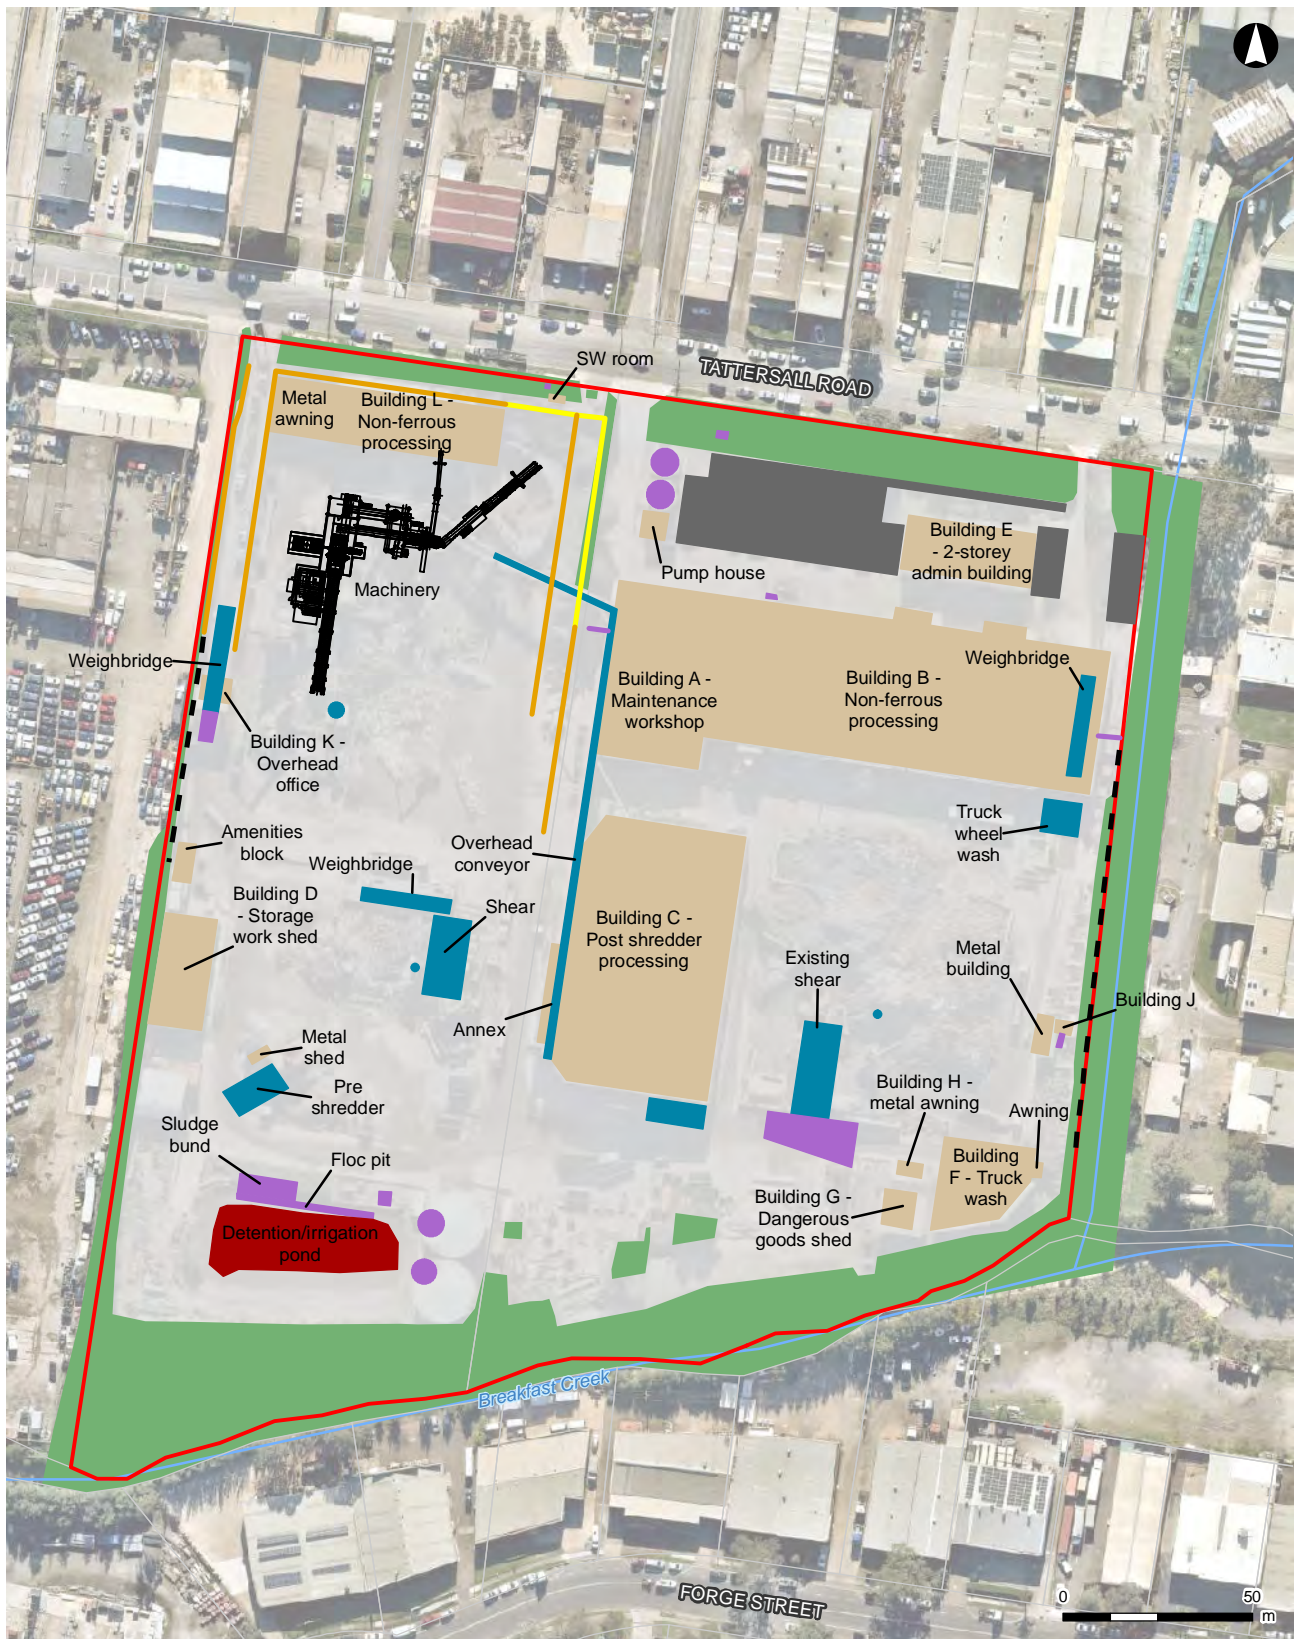 SW room
TATTERSALL ROAD
Metal
awning
Building L -
Non-ferrous
processing
Building E
- 2-storey
admin building
Pump house
Machinery
Weighbridge
Weighbridge
Building A -
Maintenance
workshop
Building B -
Non-ferrous
processing
Building K -
Overhead
office
Truck
wheel
wash
Amenities
block
Overhead
conveyor
Weighbridge
Building D
- Storage
work shed
Shear
Building C -
Post shredder
processing
Existing
shear
Metal
building
Building J
Annex
Metal
shed
Pre
shredder
Building H -
metal awning
Awning
Sludge
bund
Floc pit
Building
F - Truck
wash
Building G -
Dangerous
goods shed
Detention/irrigation
pond
Breakfast Creek
FORGE STREET
0 50
m